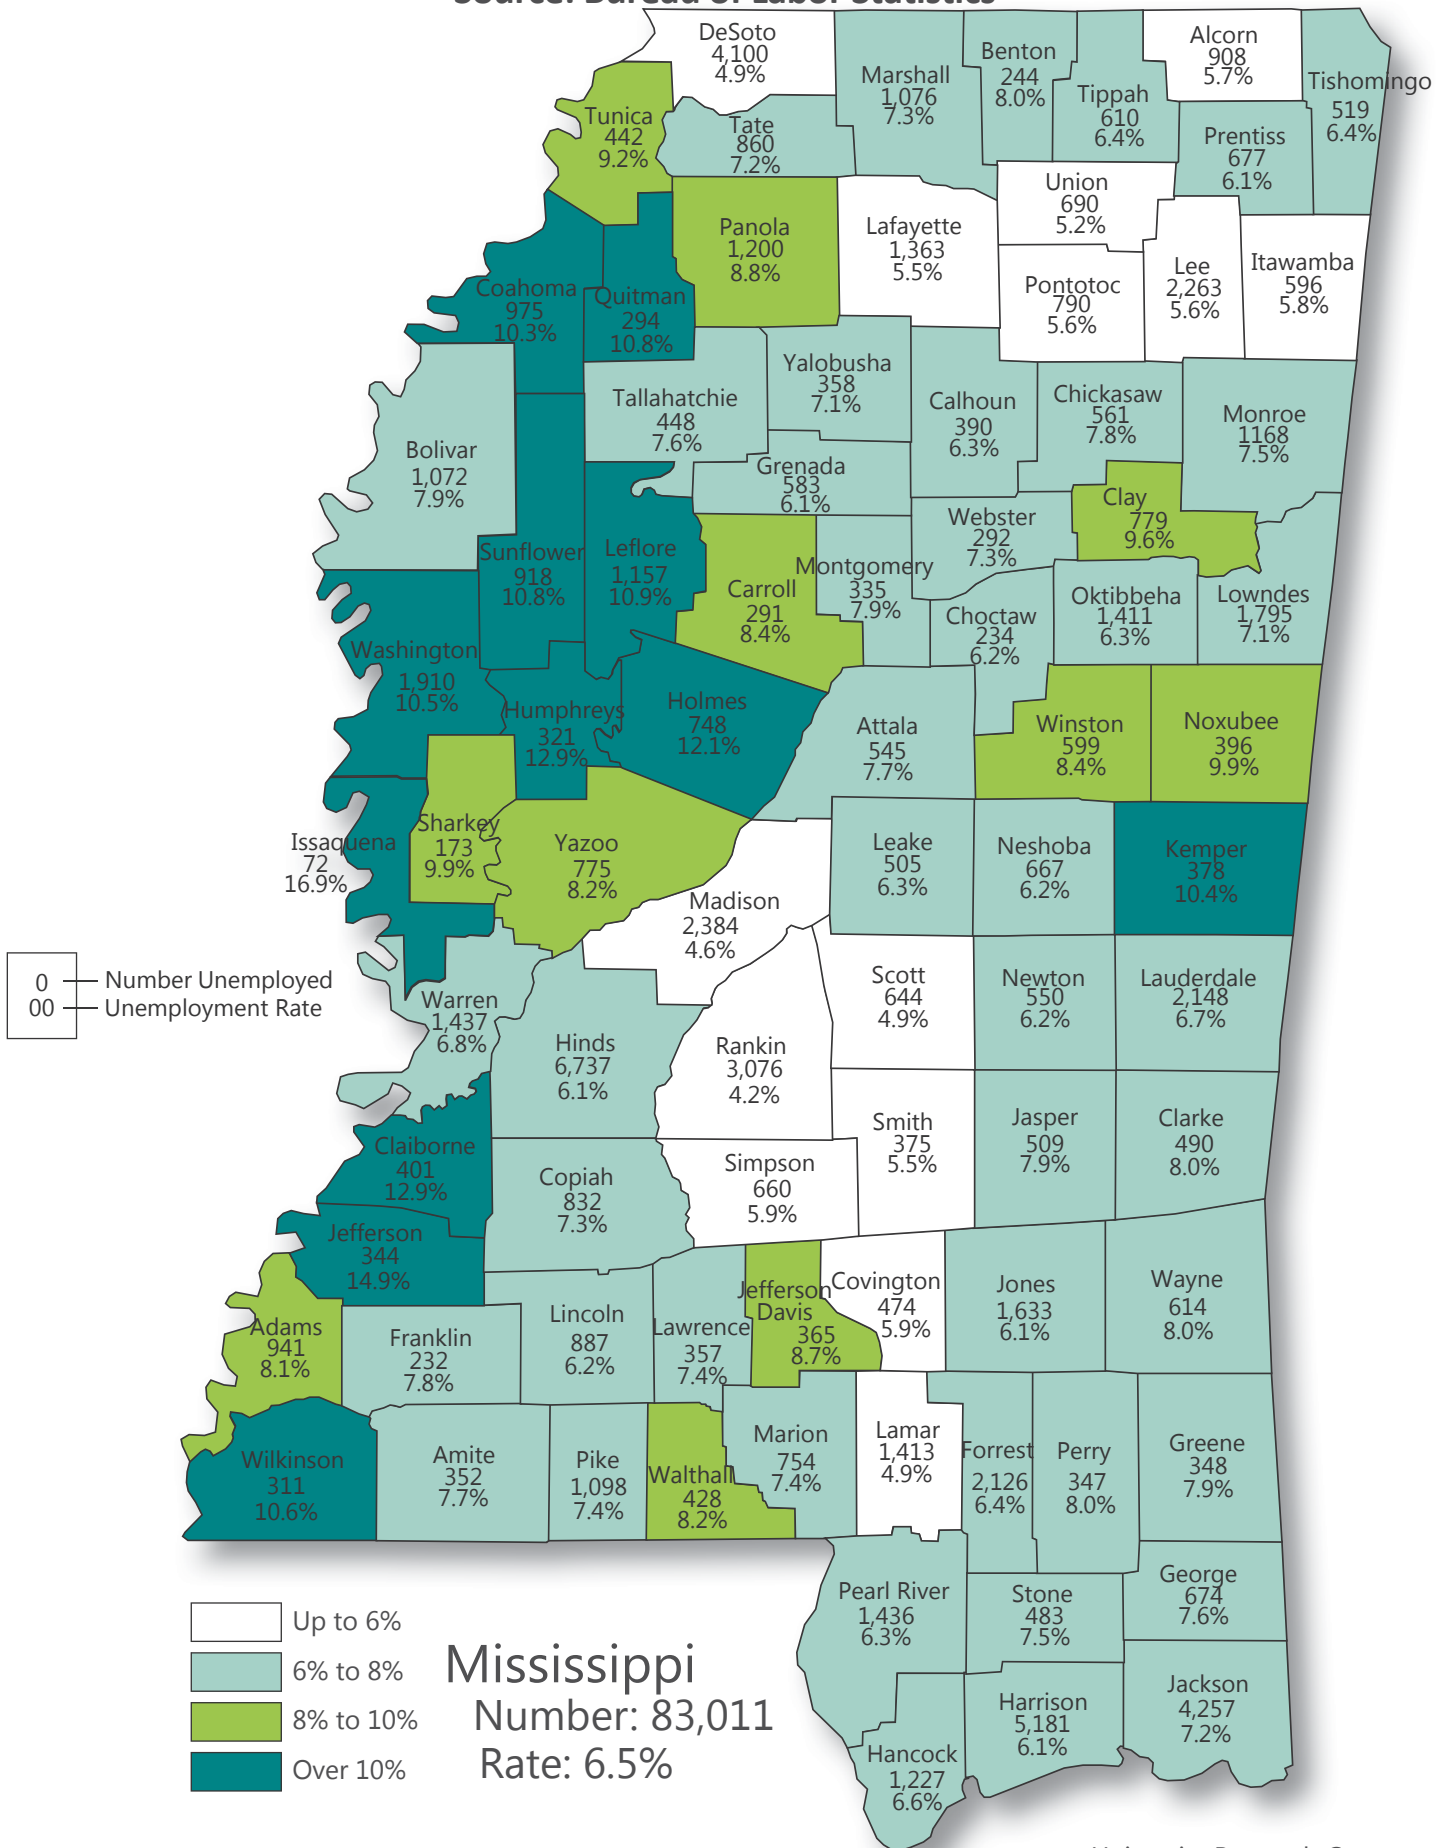 DeSoto
4,100
4.9%
Alcorn
908
5.7%
Benton
244
8.0%
Marshall
1,076
7.3%
Tippah
610
6.4%
Tishomingo
519
6.4%
Tunica
442
9.2%
Tate
860
7.2%
Prentiss
677
6.1%
Union
690
5.2%
Panola
1,200
8.8%
Lafayette
1,363
5.5%
Pontotoc
790
5.6%
Lee
2,263
5.6%
Itawamba
596
5.8%
Coahoma
975
10.3%
Quitman
294
10.8%
Yalobusha
358
7.1%
Tallahatchie
448
7.6%
Calhoun
390
6.3%
Chickasaw
561
7.8%
Monroe
1168
7.5%
Bolivar
1,072
7.9%
Grenada
583
6.1%
Clay
779
9.6%
Webster
292
7.3%
Sunflower
918
10.8%
Leflore
1,157
10.9%
Carroll
291
8.4%
Montgomery
335
7.9%
Choctaw
234
6.2%
Oktibbeha
1,411
6.3%
Lowndes
1,795
7.1%
Washington
1,910
10.5%
Humphreys
321
12.9%
Holmes
748
12.1%
Attala
545
7.7%
Winston
599
8.4%
Noxubee
396
9.9%
Issaquena
72
16.9%
Sharkey
173
9.9%
Yazoo
775
8.2%
Leake
505
6.3%
Neshoba
667
6.2%
Kemper
378
10.4%
Madison
2,384
4.6%
0
Number Unemployed
00
Unemployment Rate
Warren
1,437
6.8%
Scott
644
4.9%
Newton
550
6.2%
Lauderdale
2,148
6.7%
Hinds
6,737
6.1%
Rankin
3,076
4.2%
Smith
375
5.5%
Jasper
509
7.9%
Clarke
490
8.0%
Claiborne
401
12.9%
Copiah
832
7.3%
Simpson
660
5.9%
Jefferson
344
14.9%
Jefferson
Davis
365
8.7%
Covington
474
5.9%
Jones
1,633
6.1%
Wayne
614
8.0%
Adams
941
8.1%
Franklin
232
7.8%
Lincoln
887
6.2%
Lawrence
357
7.4%
Wilkinson
311
10.6%
Amite
352
7.7%
Pike
1,098
7.4%
Walthall
428
8.2%
Marion
754
7.4%
Lamar
1,413
4.9%
Forrest
2,126
6.4%
Perry
347
8.0%
Greene
348
7.9%
Pearl River
1,436
6.3%
Stone
483
7.5%
George
674
7.6%
Harrison
5,181
6.1%
Jackson
4,257
7.2%
Hancock
1,227
6.6%
Up to 6%
6% to 8%
8% to 10%
Over 10%
Mississippi
Number: 83,011
Rate: 6.5%